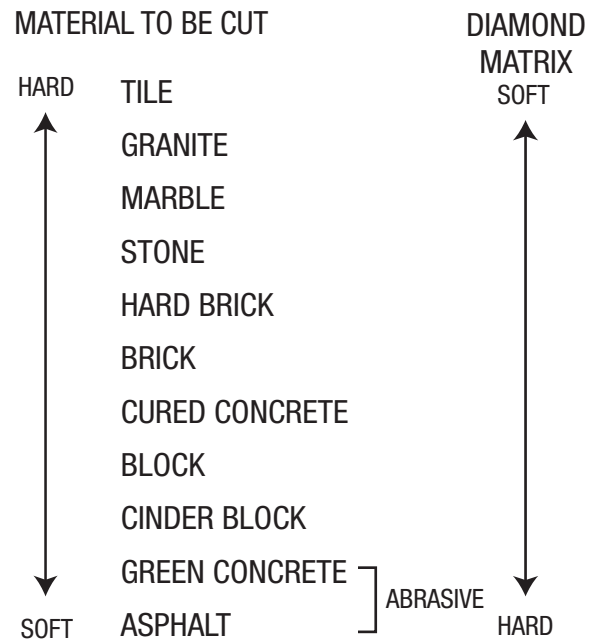 MATERIAL TO BE CUT
DIAMOND
MATRIX
HARD
SOFT
TILE
GRANITE
MARBLE
STONE
HARD BRICK
BRICK
CURED CONCRETE
BLOCK
CINDER BLOCK
GREEN CONCRETE
ASPHALT
ABRASIVE
SOFT
HARD